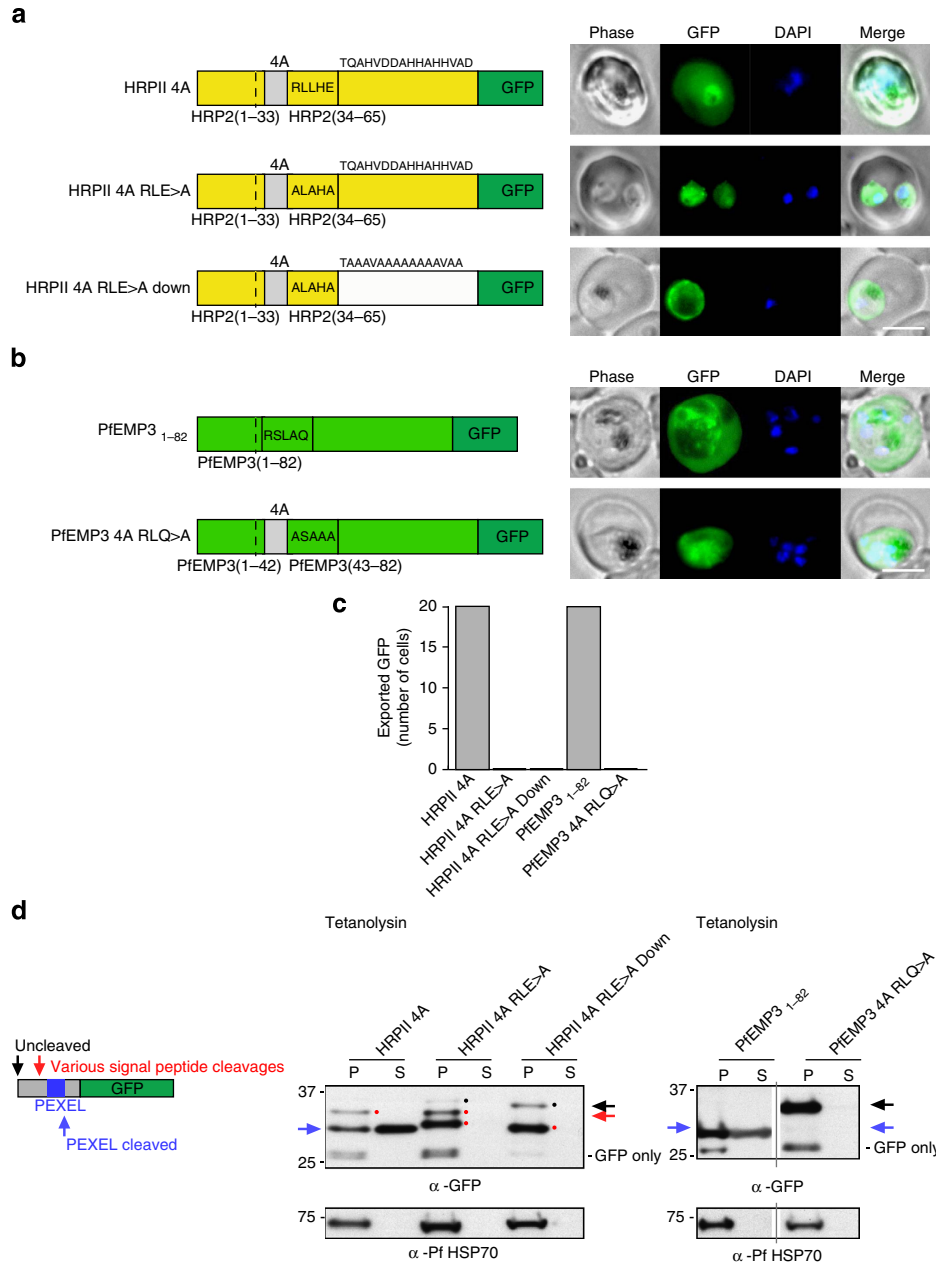 a
Phase GFP DAPI Merge
4A TQAHVDDAHHAHHVAD
HRPII 4A RLLHE GFP
HRP2(1–33) HRP2(34–65)
4A TQAHVDDAHHAHHVAD
HRPII 4A RLE>A ALAHA GFP
HRP2(1–33) HRP2(34–65)
4A TAAAVAAAAAAAAVAA
HRPII 4A RLE>A down ALAHA GFP
HRP2(1–33) HRP2(34–65)
b
Phase GFP DAPI Merge
PfEMP3 1–82 RSLAQ GFP
PfEMP3(1–82)
4A
PfEMP3 4A RLQ>A ASAAA GFP
PfEMP3(1–42) PfEMP3(43–82)
c
Exported GFP
(number of cells)
20
15
10
5
0
HRPII 4A
HRPII 4A RLE>A
HRPII 4A RLE>A Down
PfEMP3 1–82
PfEMP3 4A RLQ>A
d
Tetanolysin
HRPII 4A
HRPII 4A RLE>A
HRPII 4A RLE>A Down
P S P S P S
37
25
GFP only
α -GFP
75
α -Pf HSP70
Tetanolysin
PfEMP3 1–82
PfEMP3 4A RLQ>A
P S P S
37
25
GFP only
α -GFP
75
α -Pf HSP70
Uncleaved
Various signal peptide cleavages
GFP
PEXEL
PEXEL cleaved